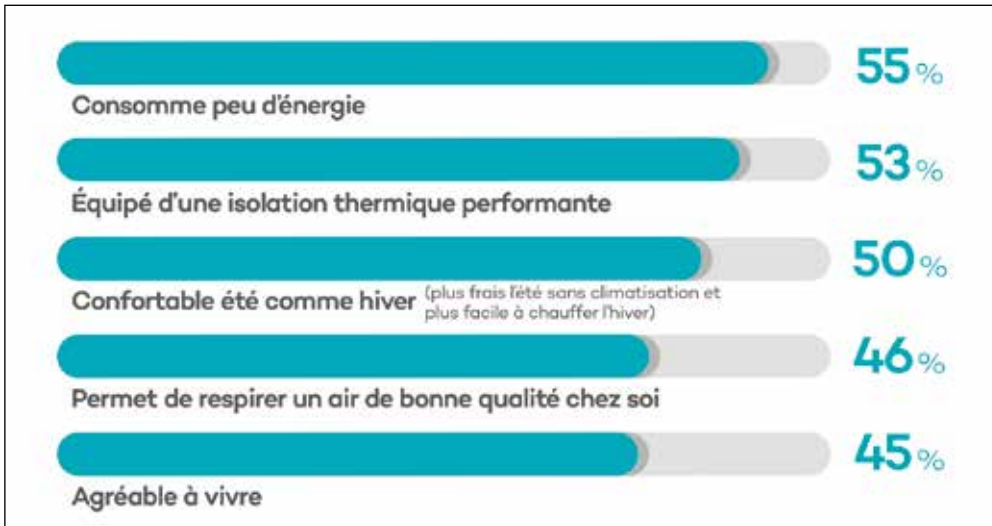 55 %
Consomme peu d'énergie
53 %
Équipé d'une isolation thermique performante
50 %
Confortable été comme hiver (plus frais l'été sans climatisation et
plus facile à chauffer l'hiver)
46 %
Permet de respirer un air de bonne qualité chez soi
45 %
Agréable à vivre